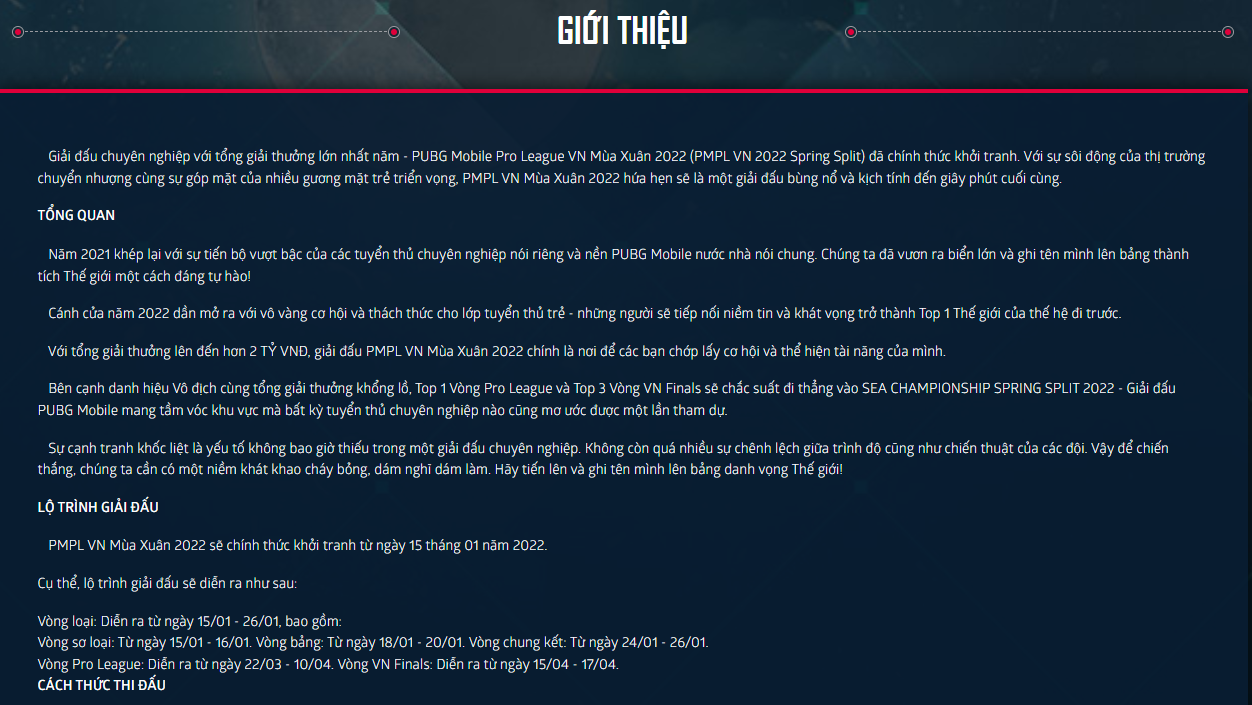 GIỚI THIỆU
Giải đấu chuyên nghiệp với tổng giải thưởng lớn nhất năm - PUBG Mobile Pro League VN Mùa Xuân 2022 (PMPL VN 2022 Spring Split) đã chính thức khởi tranh. Với sự sôi động của thị trường
chuyển nhượng cùng sự góp mặt của nhiều gương mặt trẻ triển vọng, PMPL VN Mùa Xuân 2022 hứa hẹn sẽ là một giải đấu bùng nổ và kịch tính đến giây phút cuối cùng.
TỔNG QUAN
Năm 2021 khép lại với sự tiến bộ vượt bậc của các tuyển thủ chuyên nghiệp nói riêng và nền PUBG Mobile nước nhà nói chung. Chúng ta đã vươn ra biển lớn và ghi tên mình lên bảng thành
tích Thế giới một cách đáng tự hào!
Cánh cửa năm 2022 dần mở ra với vô vàng cơ hội và thách thức cho lớp tuyển thủ trẻ - những người sẽ tiếp nối niềm tin và khát vọng trở thành Top 1 Thế giới của thế hệ đi trước.
Với tổng giải thưởng lên đến hơn 2 TỶ VNĐ, giải đấu PMPL VN Mùa Xuân 2022 chính là nơi để các bạn chớp lấy cơ hội và thể hiện tài năng của mình.
Bên cạnh danh hiệu Vô địch cùng tổng giải thưởng khổng lồ, Top 1 Vòng Pro League và Top 3 Vòng VN Finals sẽ chắc suất đi thẳng vào SEA CHAMPIONSHIP SPRING SPLIT 2022 - Giải đấu
PUBG Mobile mang tầm vóc khu vực mà bất kỳ tuyển thủ chuyên nghiệp nào cũng mơ ước được một lần tham dự.
Sự cạnh tranh khốc liệt là yếu tố không bao giờ thiếu trong một giải đấu chuyên nghiệp. Không còn quá nhiều sự chênh lệch giữa trình độ cũng như chiến thuật của các đội. Vậy để chiến
thắng, chúng ta cần có một niềm khát khao cháy bỏng, dám nghĩ dám làm. Hãy tiến lên và ghi tên mình lên bảng danh vọng Thế giới!
LỘ TRÌNH GIẢI ĐẤU
PMPL VN Mùa Xuân 2022 sẽ chính thức khởi tranh từ ngày 15 tháng 01 năm 2022.
Cụ thể, lộ trình giải đấu sẽ diễn ra như sau:
Vòng loại: Diễn ra từ ngày 15/01 - 26/01, bao gồm:
Vòng sơ loại: Từ ngày 15/01 - 16/01. Vòng bảng: Từ ngày 18/01 - 20/01. Vòng chung kết: Từ ngày 24/01 - 26/01.
Vòng Pro League: Diễn ra từ ngày 22/03 - 10/04. Vòng VN Finals: Diễn ra từ ngày 15/04 - 17/04.
CÁCH THỨC THI ĐẤU